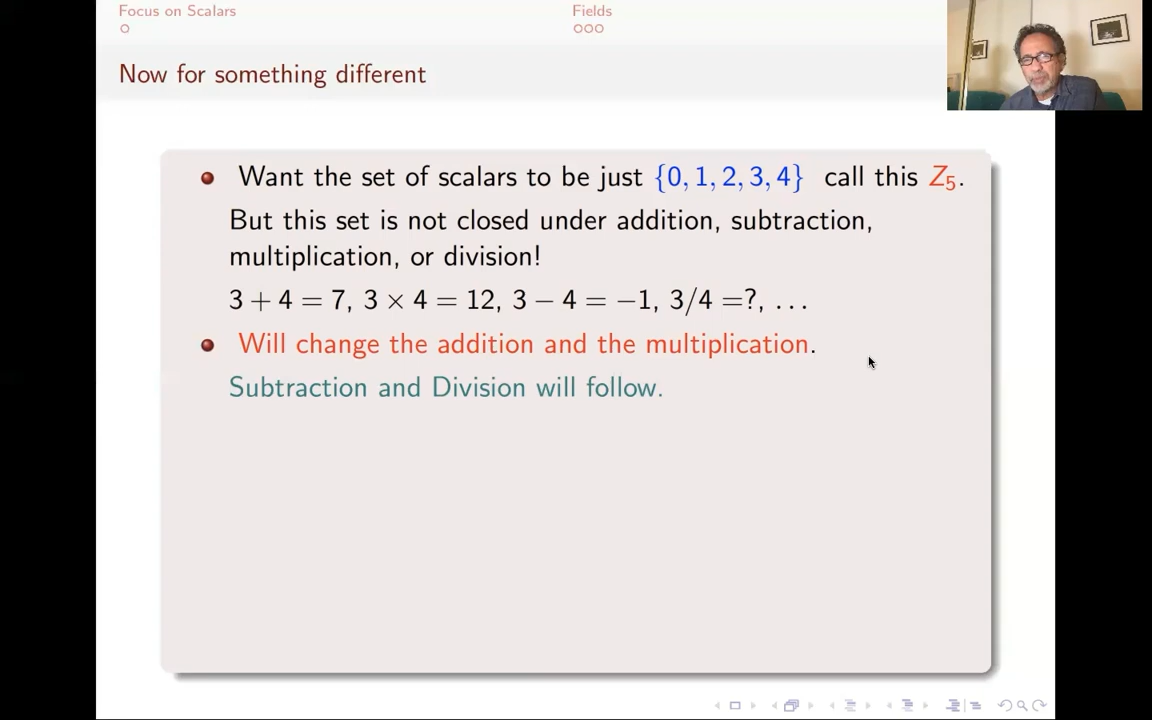 Focus on Scalars
Fields
Now for something different
Want the set of scalars to be just {0, 1, 2, 3, 4} call this Z₅.
But this set is not closed under addition, subtraction,
multiplication, or division!
3 + 4 = 7, 3 × 4 = 12, 3 − 4 = −1, 3/4 =?, ...
Will change the addition and the multiplication.
Subtraction and Division will follow.